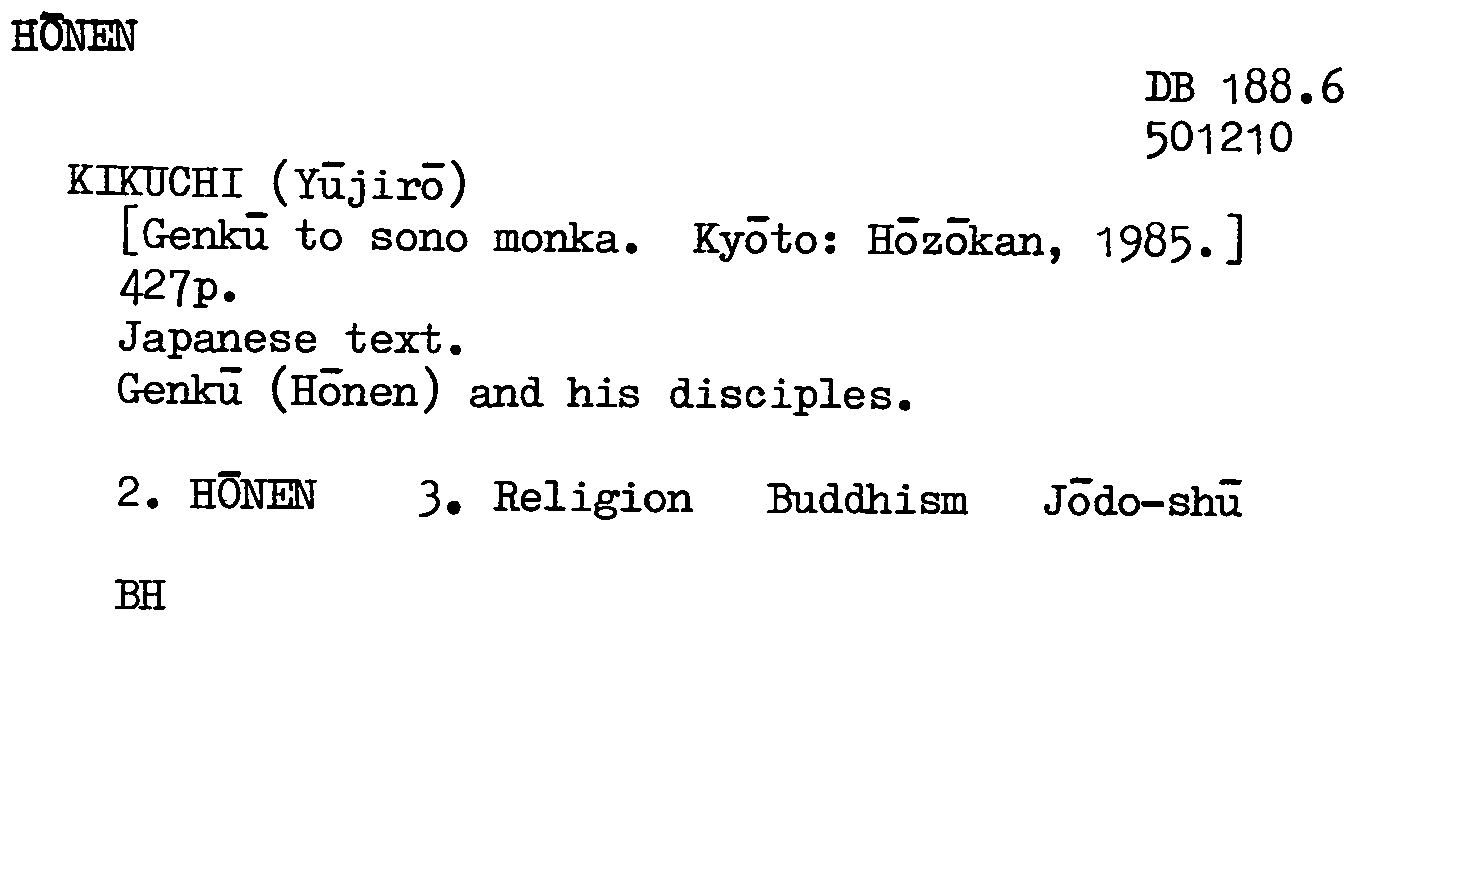 HŌNEN
DB 188.6
501210
KIKUCHI (Yūjirō)
[Genkū to sono monka. Kyōto: Hōzōkan, 1985.]
427p.
Japanese text.
Genkū (Hōnen) and his disciples.
2. HŌNEN 3. Religion Buddhism Jōdo-shū
BH